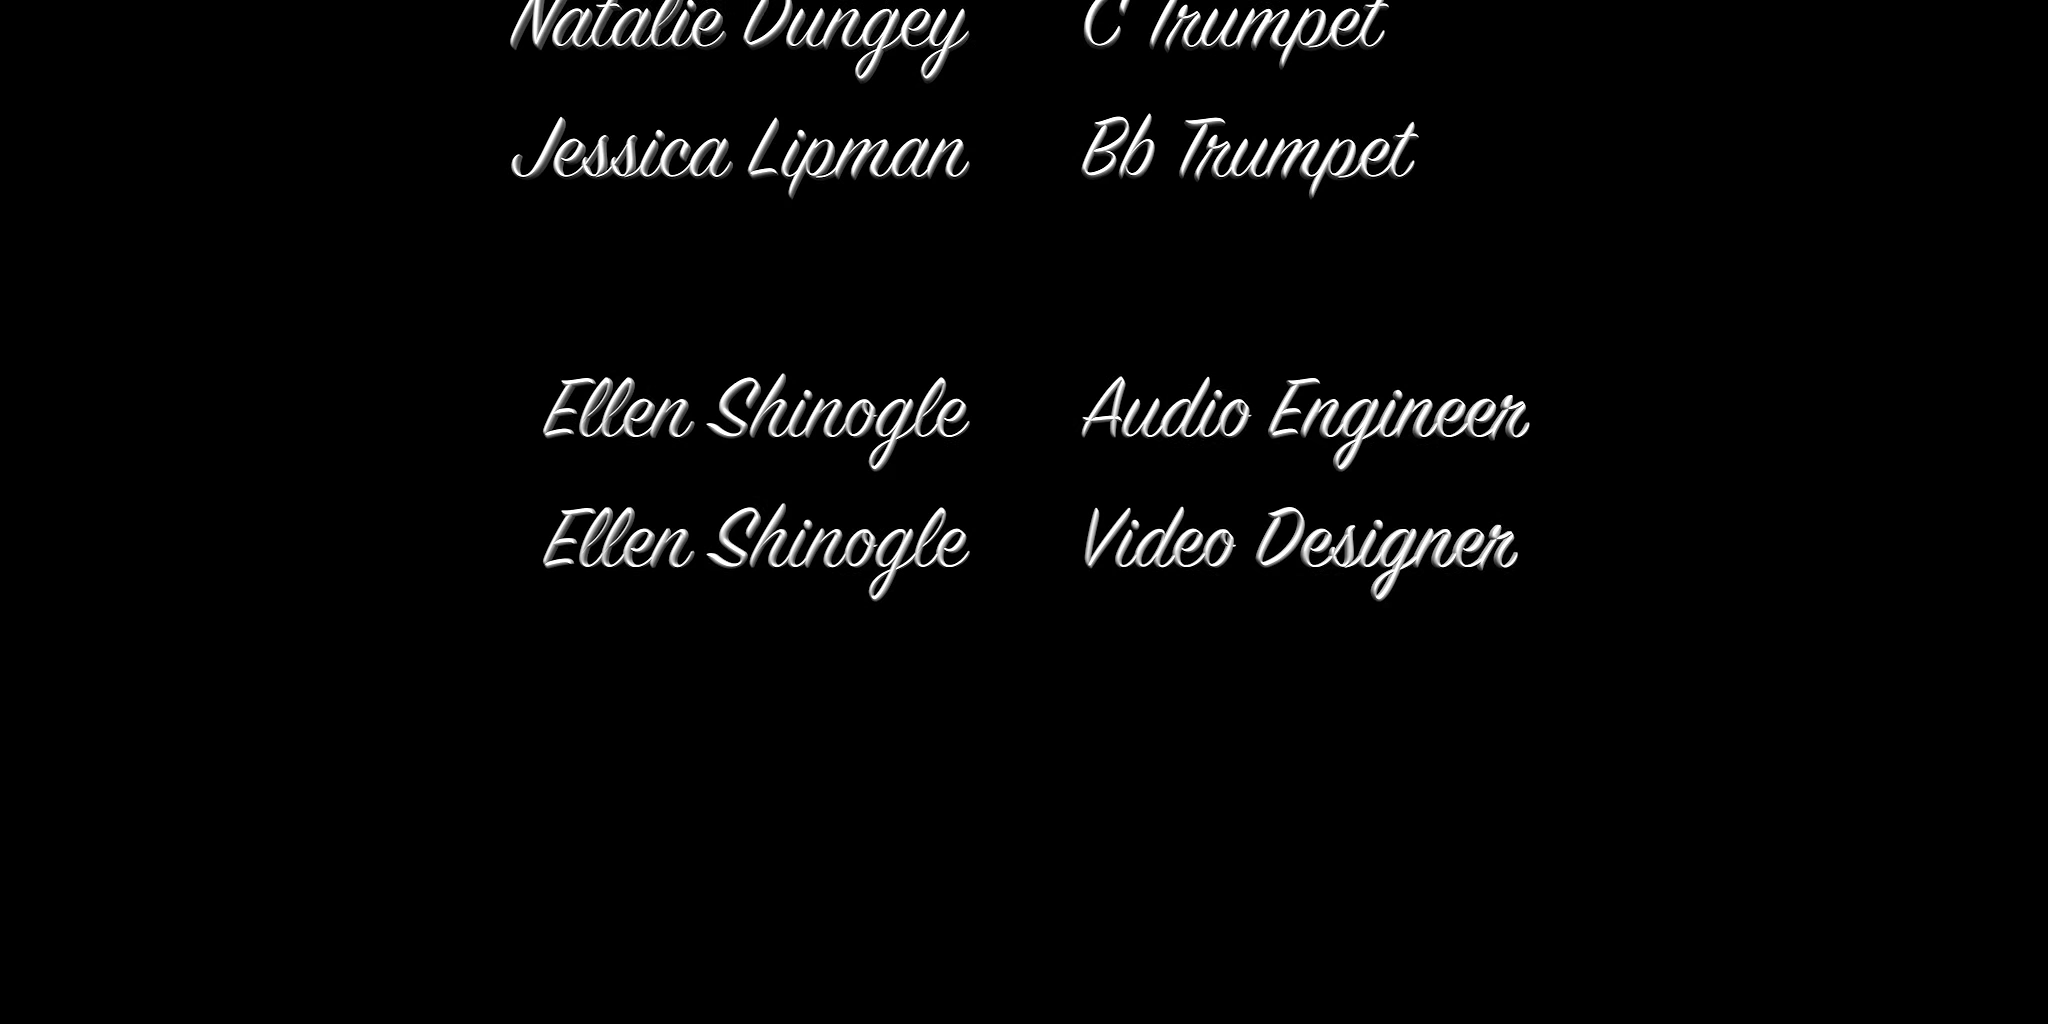 Natalie Dungey C Trumpet
Jessica Lipman Bb Trumpet
Ellen Shinogle Audio Engineer
Ellen Shinogle Video Designer